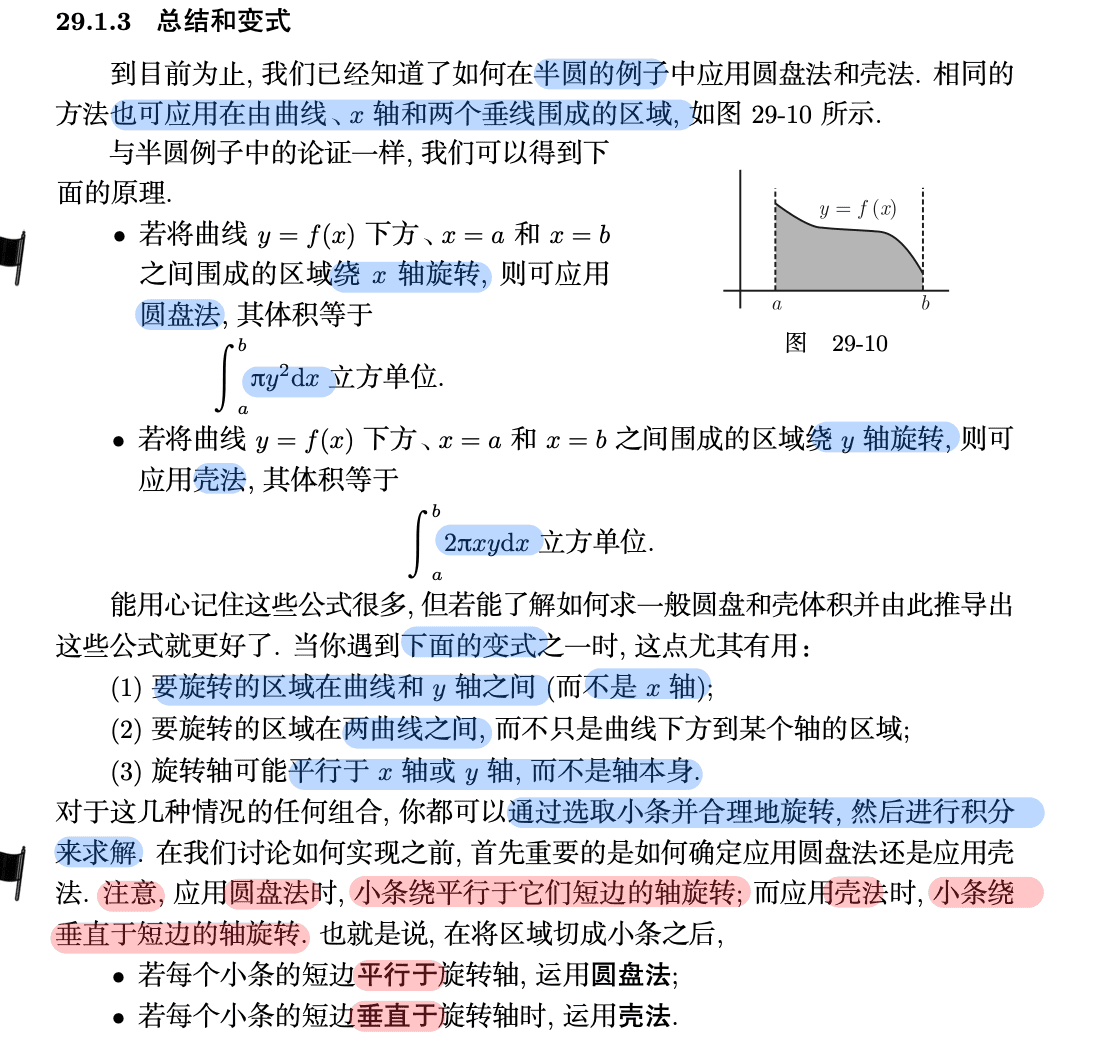 29.1.3 总结和变式
到目前为止, 我们已经知道了如何在半圆的例子中应用圆盘法和壳法. 相同的
方法也可应用在由曲线、x 轴和两个垂线围成的区域, 如图 29-10 所示.
与半圆例子中的论证一样, 我们可以得到下
面的原理.
• 若将曲线 y = f(x) 下方、x = a 和 x = b
之间围成的区域绕 x 轴旋转, 则可应用
圆盘法, 其体积等于
∫_a^b πy²dx 立方单位.
y = f (x)
a b
图 29-10
• 若将曲线 y = f(x) 下方、x = a 和 x = b 之间围成的区域绕 y 轴旋转, 则可
应用壳法, 其体积等于
∫_a^b 2πxydx 立方单位.
能用心记住这些公式很多, 但若能了解如何求一般圆盘和壳体积并由此推导出
这些公式就更好了. 当你遇到下面的变式之一时, 这点尤其有用:
(1) 要旋转的区域在曲线和 y 轴之间 (而不是 x 轴);
(2) 要旋转的区域在两曲线之间, 而不只是曲线下方到某个轴的区域;
(3) 旋转轴可能平行于 x 轴或 y 轴, 而不是轴本身.
对于这几种情况的任何组合, 你都可以通过选取小条并合理地旋转, 然后进行积分
来求解. 在我们讨论如何实现之前, 首先重要的是如何确定应用圆盘法还是应用壳
法. 注意, 应用圆盘法时, 小条绕平行于它们短边的轴旋转; 而应用壳法时, 小条绕
垂直于短边的轴旋转. 也就是说, 在将区域切成小条之后,
• 若每个小条的短边平行于旋转轴, 运用圆盘法;
• 若每个小条的短边垂直于旋转轴时, 运用壳法.